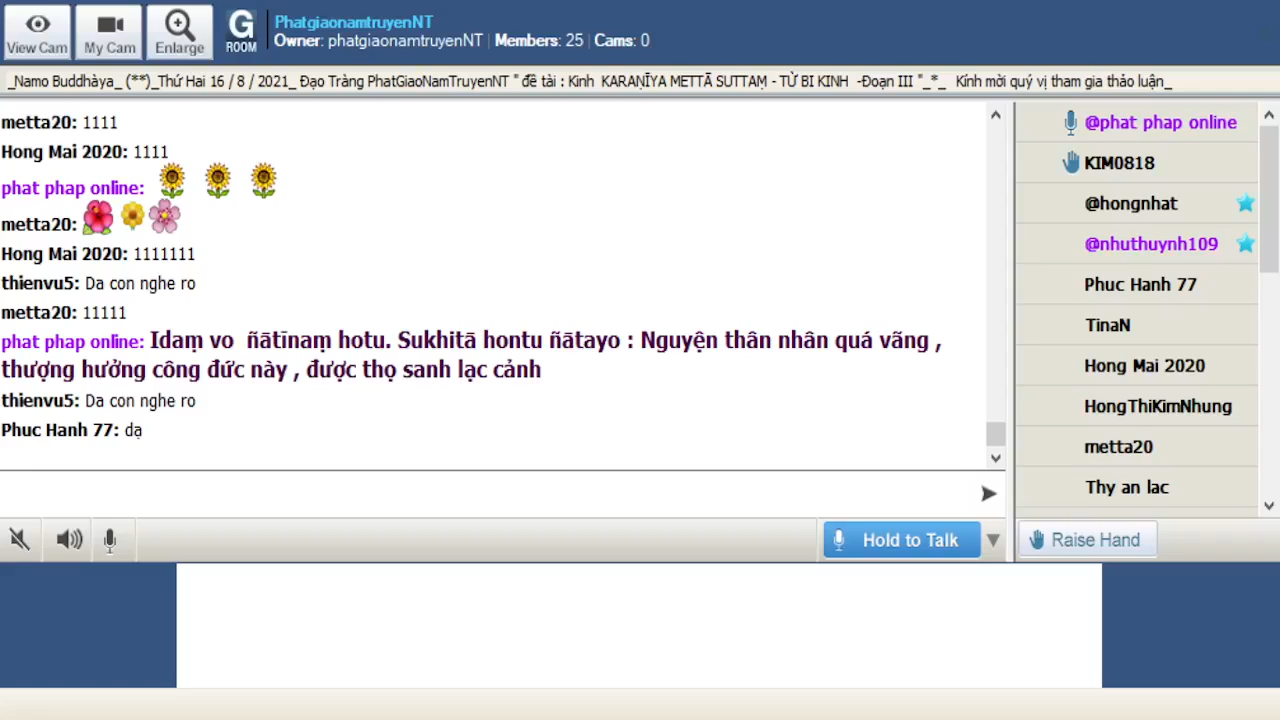 View Cam
My Cam
Enlarge
G
ROOM
PhatgiaonamtruyenNT
Owner: phatgiaonamtruyenNT | Members: 25 | Cams: 0
_Namo Buddhàya_ (**)_Thứ Hai 16 / 8 / 2021_ Đạo Tràng PhatGiaoNamTruyenNT " đề tài : Kinh KARAṆĪYA METTĀ SUTTAṂ - TỪ BI KINH -Đoạn III "_*_ Kính mời quý vị tham gia thảo luận_
metta20: 1111
Hong Mai 2020: 1111
phat phap online:
metta20:
Hong Mai 2020: 1111111
thienvu5: Da con nghe ro
metta20: 11111
phat phap online: Idaṃ vo ñātīnaṃ hotu. Sukhitā hontu ñātayo : Nguyện thân nhân quá vãng ,
thượng hưởng công đức này , được thọ sanh lạc cảnh
thienvu5: Da con nghe ro
Phuc Hanh 77: dạ
@phat phap online
KIM0818
@hongnhat
@nhuthuynh109
Phuc Hanh 77
TinaN
Hong Mai 2020
HongThiKimNhung
metta20
Thy an lac
Hold to Talk
Raise Hand